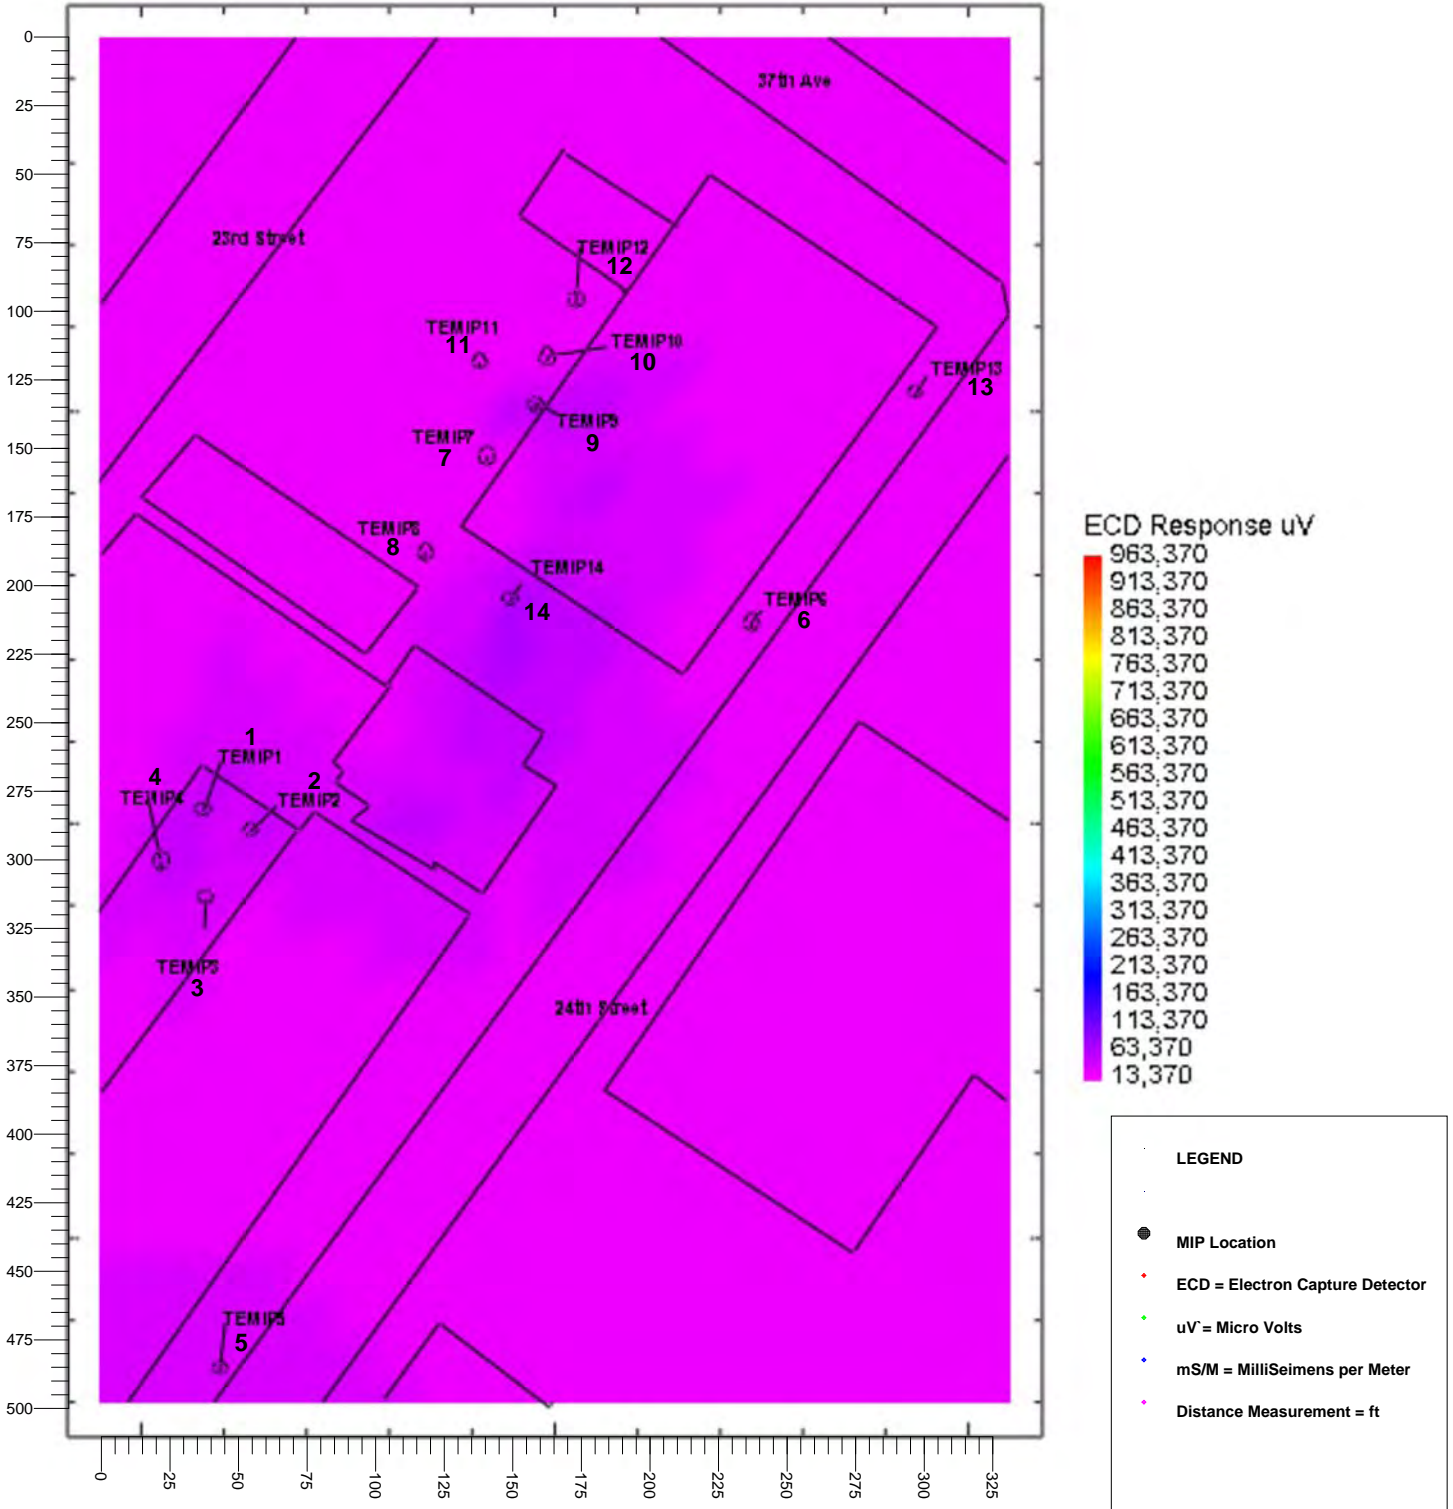 0
25
50
75
100
125
150
175
200
225
250
275
300
325
350
375
400
425
450
475
500
37th Ave
23rd Street
TEMIP12
12
TEMIP11
11
TEMIP10
10
TEMIP13
13
TEMIP9
9
TEMIP7
7
TEMIP8
8
TEMIP14
14
TEMIP6
6
1
TEMIP1
2
TEMIP2
4
TEMIP4
TEMIP3
3
24th Street
TEMIP5
5
0
25
50
75
100
125
150
175
200
225
250
275
300
325
ECD Response uV
963,370
913,370
863,370
813,370
763,370
713,370
663,370
613,370
563,370
513,370
463,370
413,370
363,370
313,370
263,370
213,370
163,370
113,370
63,370
13,370
LEGEND
MIP Location
ECD = Electron Capture Detector
uV`= Micro Volts
mS/M = MilliSeimens per Meter
Distance Measurement = ft